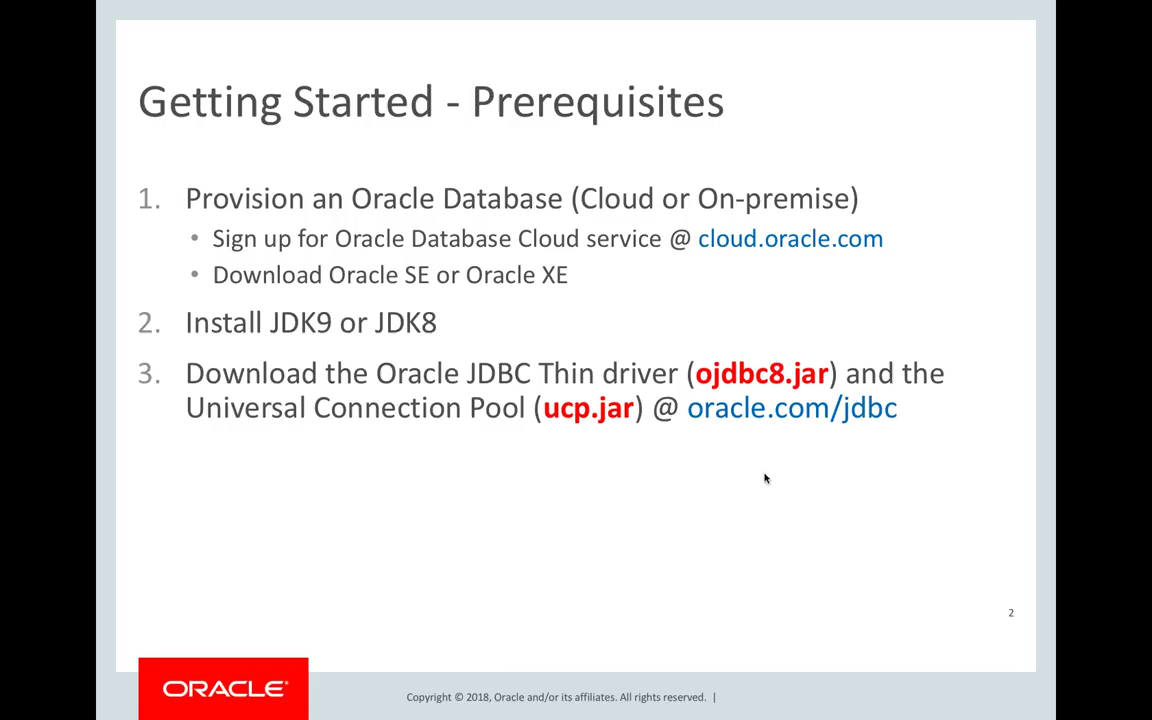 Getting Started - Prerequisites
1. Provision an Oracle Database (Cloud or On-premise)
• Sign up for Oracle Database Cloud service @ cloud.oracle.com
• Download Oracle SE or Oracle XE
2. Install JDK9 or JDK8
3. Download the Oracle JDBC Thin driver (ojdbc8.jar) and the
Universal Connection Pool (ucp.jar) @ oracle.com/jdbc
2
ORACLE®
Copyright © 2018, Oracle and/or its affiliates. All rights reserved. |